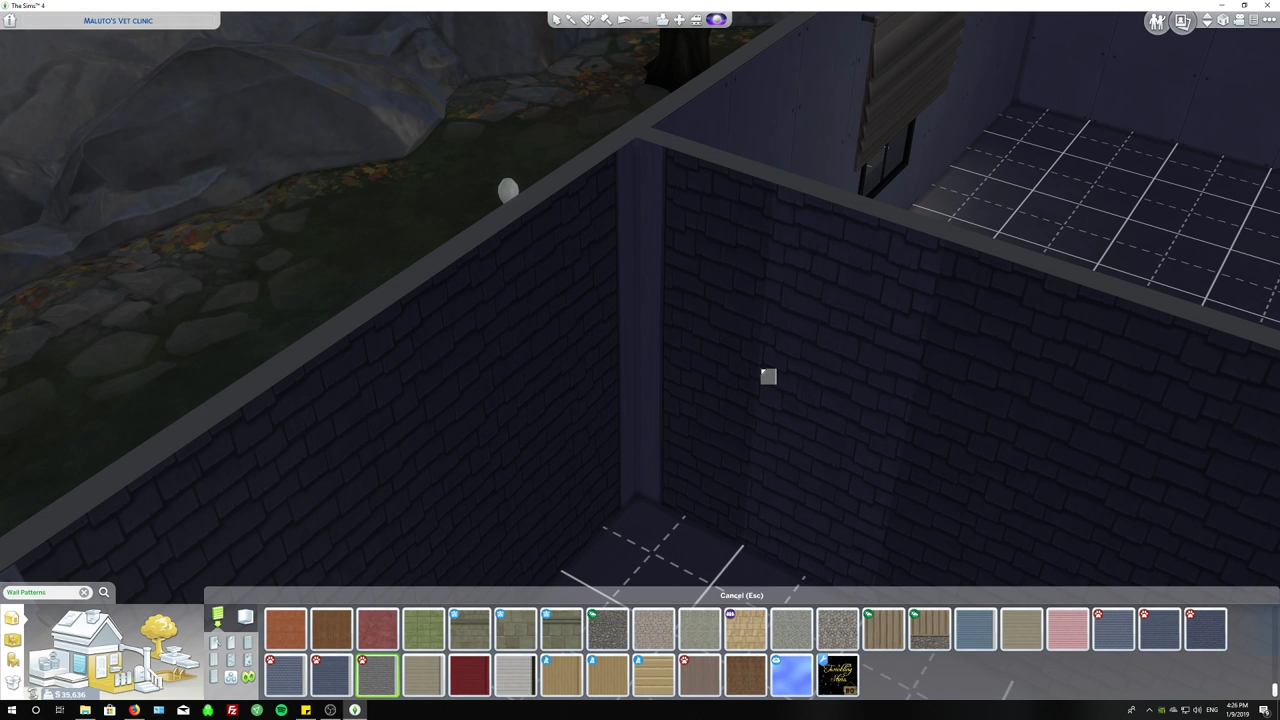 The Sims™ 4
Maluto's Vet clinic
Cancel (Esc)
Wall Patterns
§35,636
ENG
4:26 PM
1/9/2019